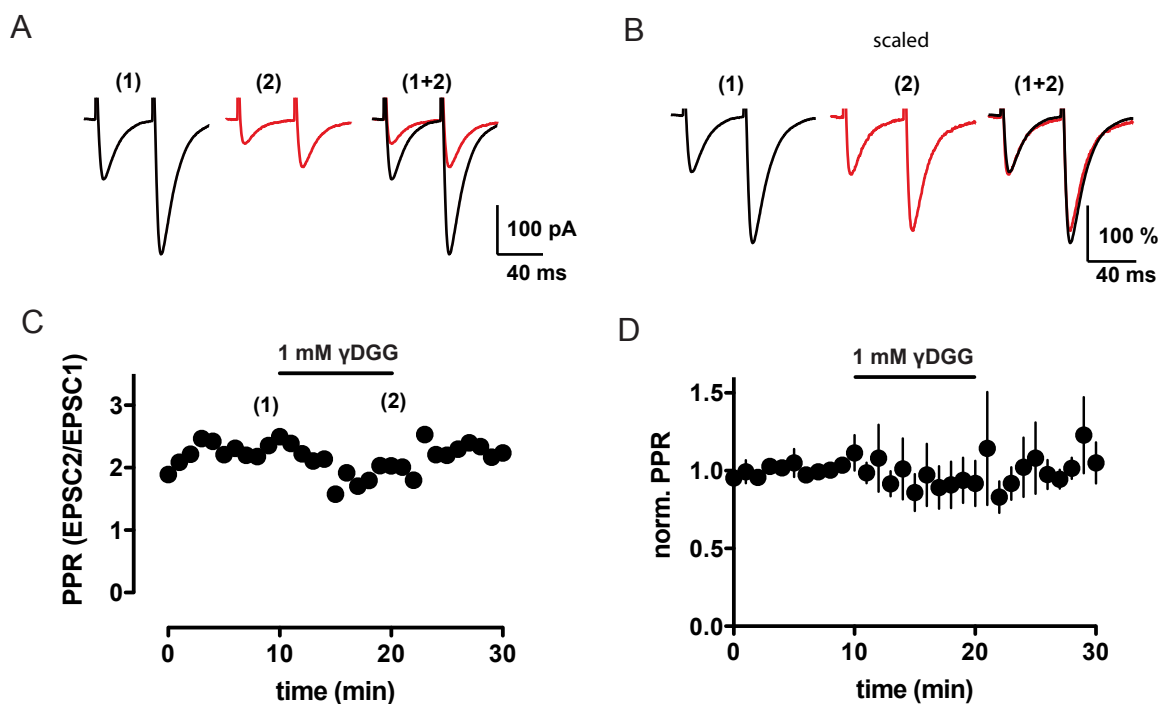 A
(1)
(2)
(1+2)
100 pA
40 ms
B
scaled
(1)
(2)
(1+2)
100 %
40 ms
C
1 mM γDGG
(1)
(2)
PPR (EPSC2/EPSC1)
3
2
1
0
0
10
20
30
time (min)
D
1 mM γDGG
norm. PPR
1.5
1.0
0.5
0.0
0
10
20
30
time (min)